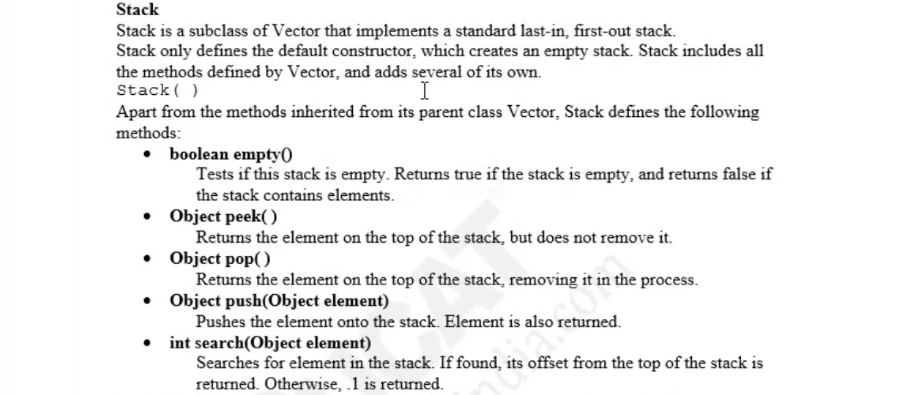 Stack
Stack is a subclass of Vector that implements a standard last-in, first-out stack.
Stack only defines the default constructor, which creates an empty stack. Stack includes all
the methods defined by Vector, and adds several of its own.
Stack( )
Apart from the methods inherited from its parent class Vector, Stack defines the following
methods:
• boolean empty()
Tests if this stack is empty. Returns true if the stack is empty, and returns false if
the stack contains elements.
• Object peek( )
Returns the element on the top of the stack, but does not remove it.
• Object pop( )
Returns the element on the top of the stack, removing it in the process.
• Object push(Object element)
Pushes the element onto the stack. Element is also returned.
• int search(Object element)
Searches for element in the stack. If found, its offset from the top of the stack is
returned. Otherwise, .1 is returned.